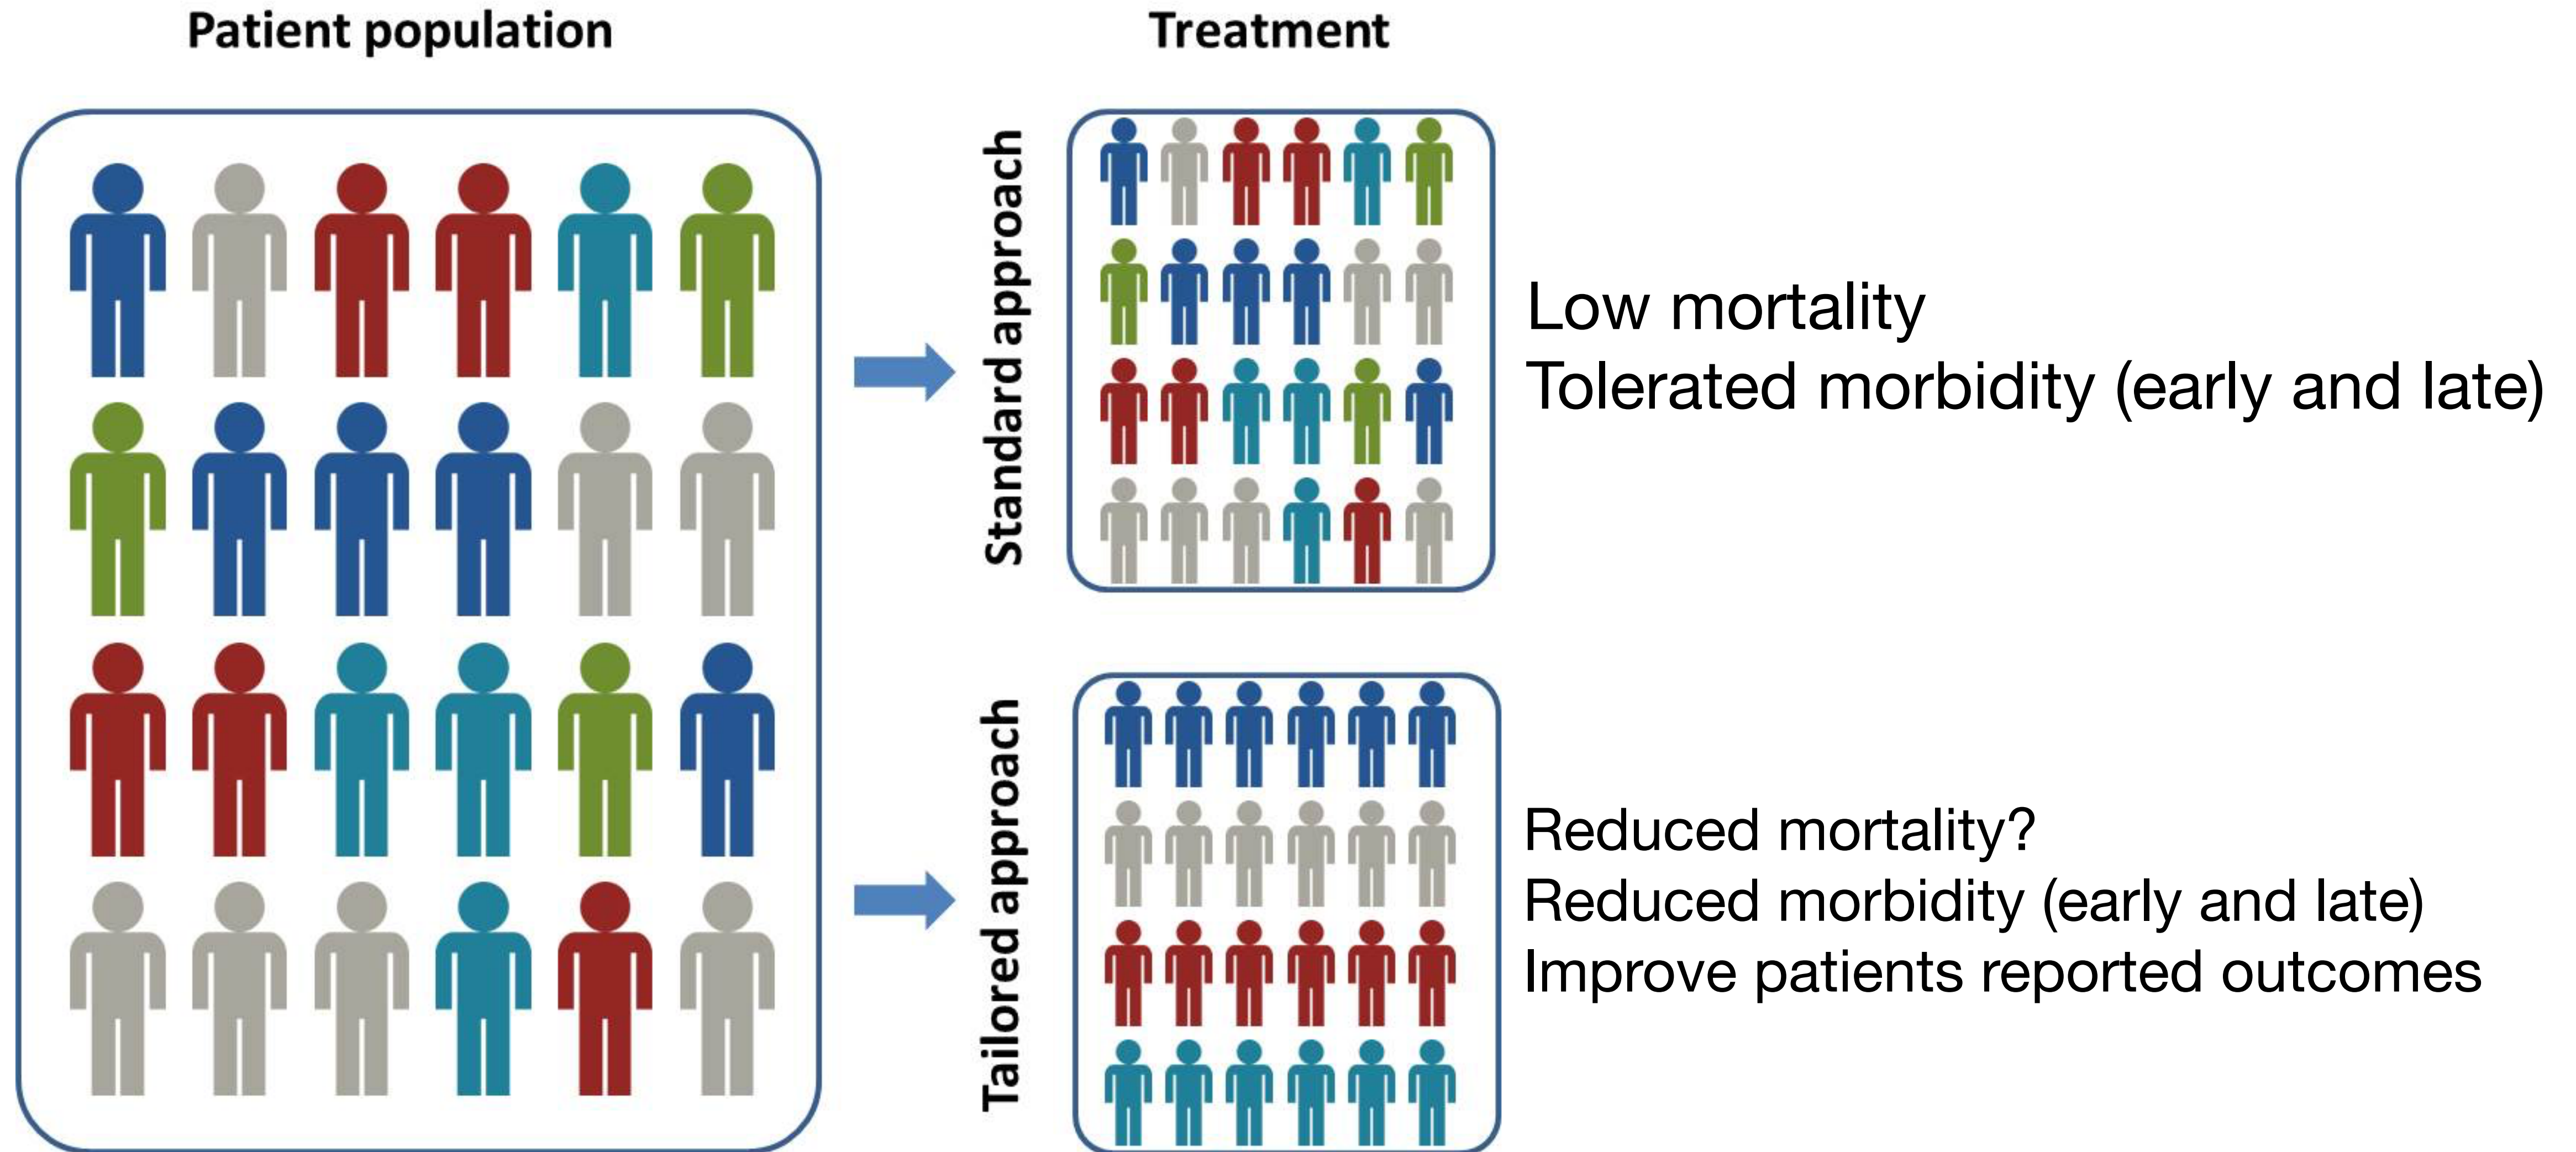 Patient population
Treatment
Standard approach
Low mortality
Tolerated morbidity (early and late)
Tailored approach
Reduced mortality?
Reduced morbidity (early and late)
Improve patients reported outcomes